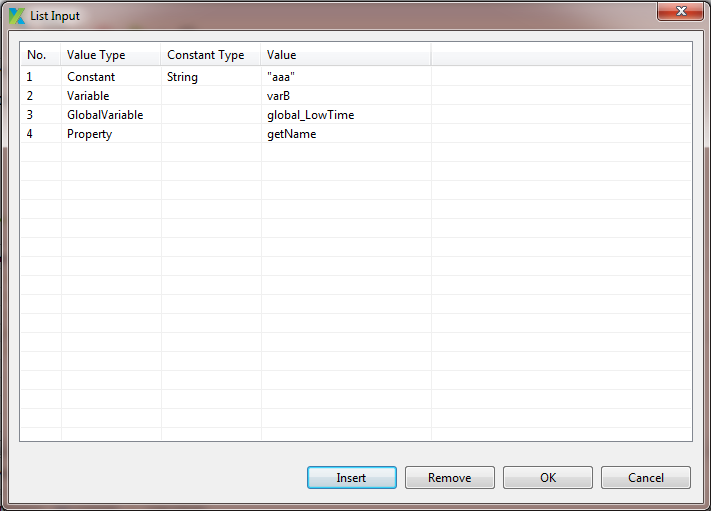 List Input
No. Value Type Constant Type Value
1 Constant String "aaa"
2 Variable varB
3 GlobalVariable global_LowTime
4 Property getName
Insert Remove OK Cancel